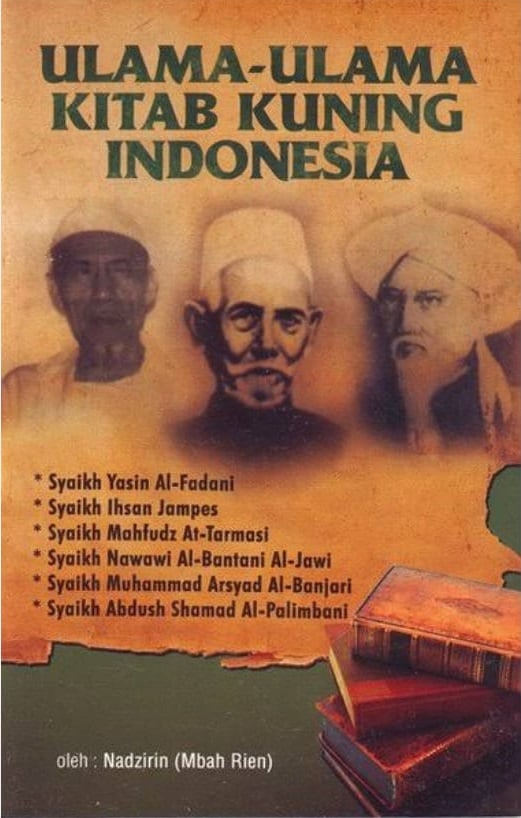 ULAMA-ULAMA
KITAB KUNING
INDONESIA
* Syaikh Yasin Al-Fadani
* Syaikh Ihsan Jampes
* Syaikh Mahfudz At-Tarmasi
* Syaikh Nawawi Al-Bantani Al-Jawi
* Syaikh Muhammad Arsyad Al-Banjari
* Syaikh Abdush Shamad Al-Palimbani
oleh : Nadzirin (Mbah Rien)